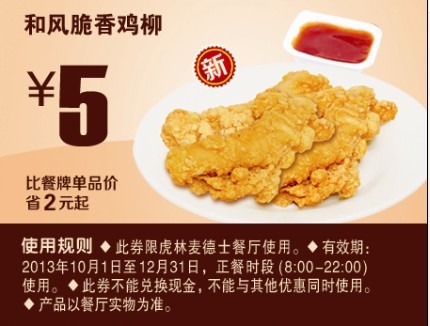 和风脆香鸡柳
新
¥5
比餐牌单品价
省2元起
使用规则 ◆ 此券限虎林麦德士餐厅使用。◆ 有效期：
2013年10月1日至12月31日，正餐时段 (8:00-22:00)
使用。◆ 此券不能兑换现金，不能与其他优惠同时使用。
◆ 产品以餐厅实物为准。